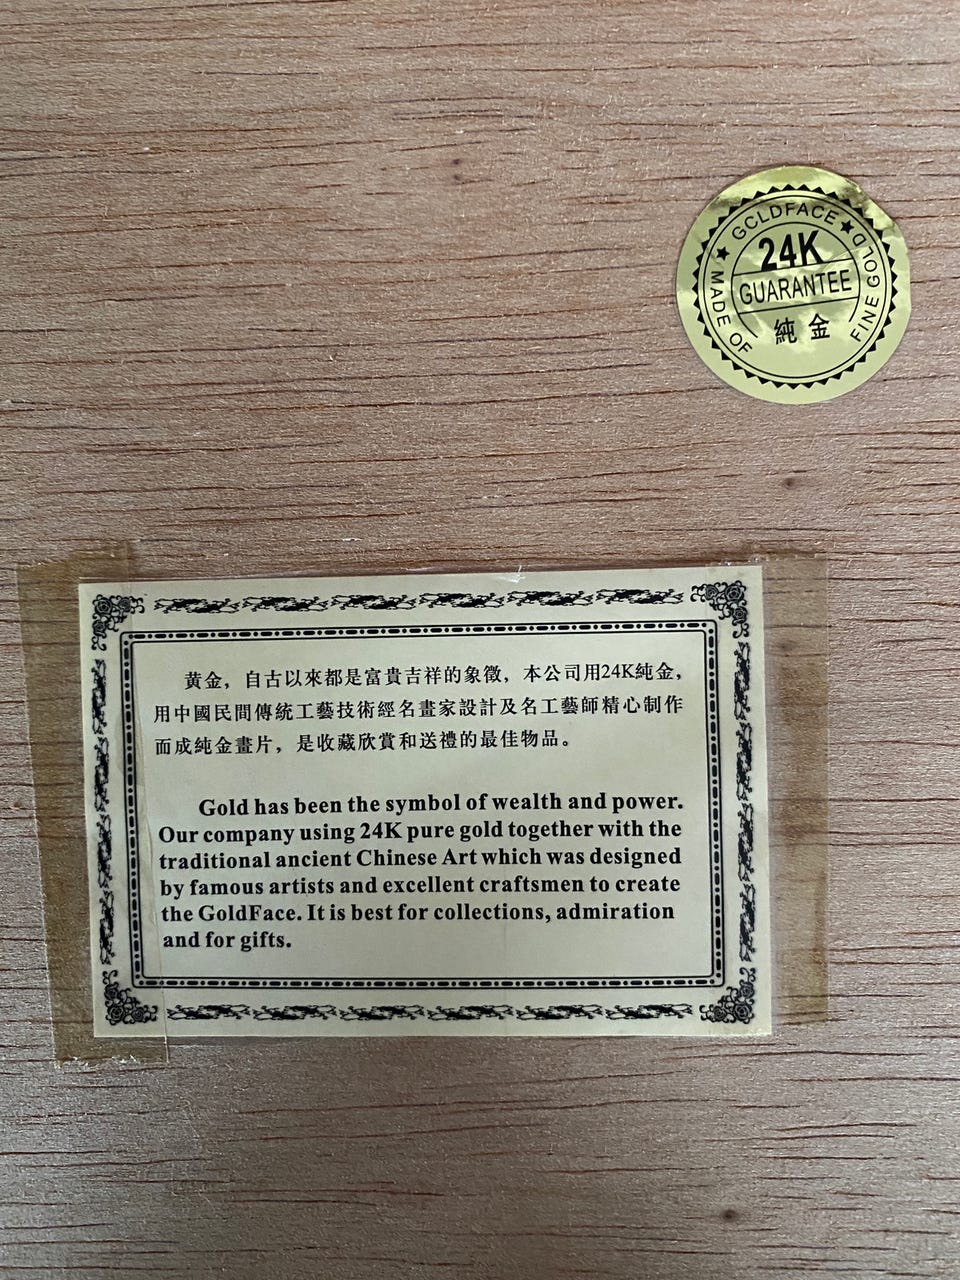 GCLDFACE
24K
GUARANTEE
純金
MADE OF
FINE GOLD
黄金，自古以來都是富貴吉祥的象徵，本公司用24K純金，
用中國民間傳統工藝技術經名畫家設計及名工藝師精心制作
而成純金畫片，是收藏欣賞和送禮的最佳物品。
Gold has been the symbol of wealth and power.
Our company using 24K pure gold together with the
traditional ancient Chinese Art which was designed
by famous artists and excellent craftsmen to create
the GoldFace. It is best for collections, admiration
and for gifts.